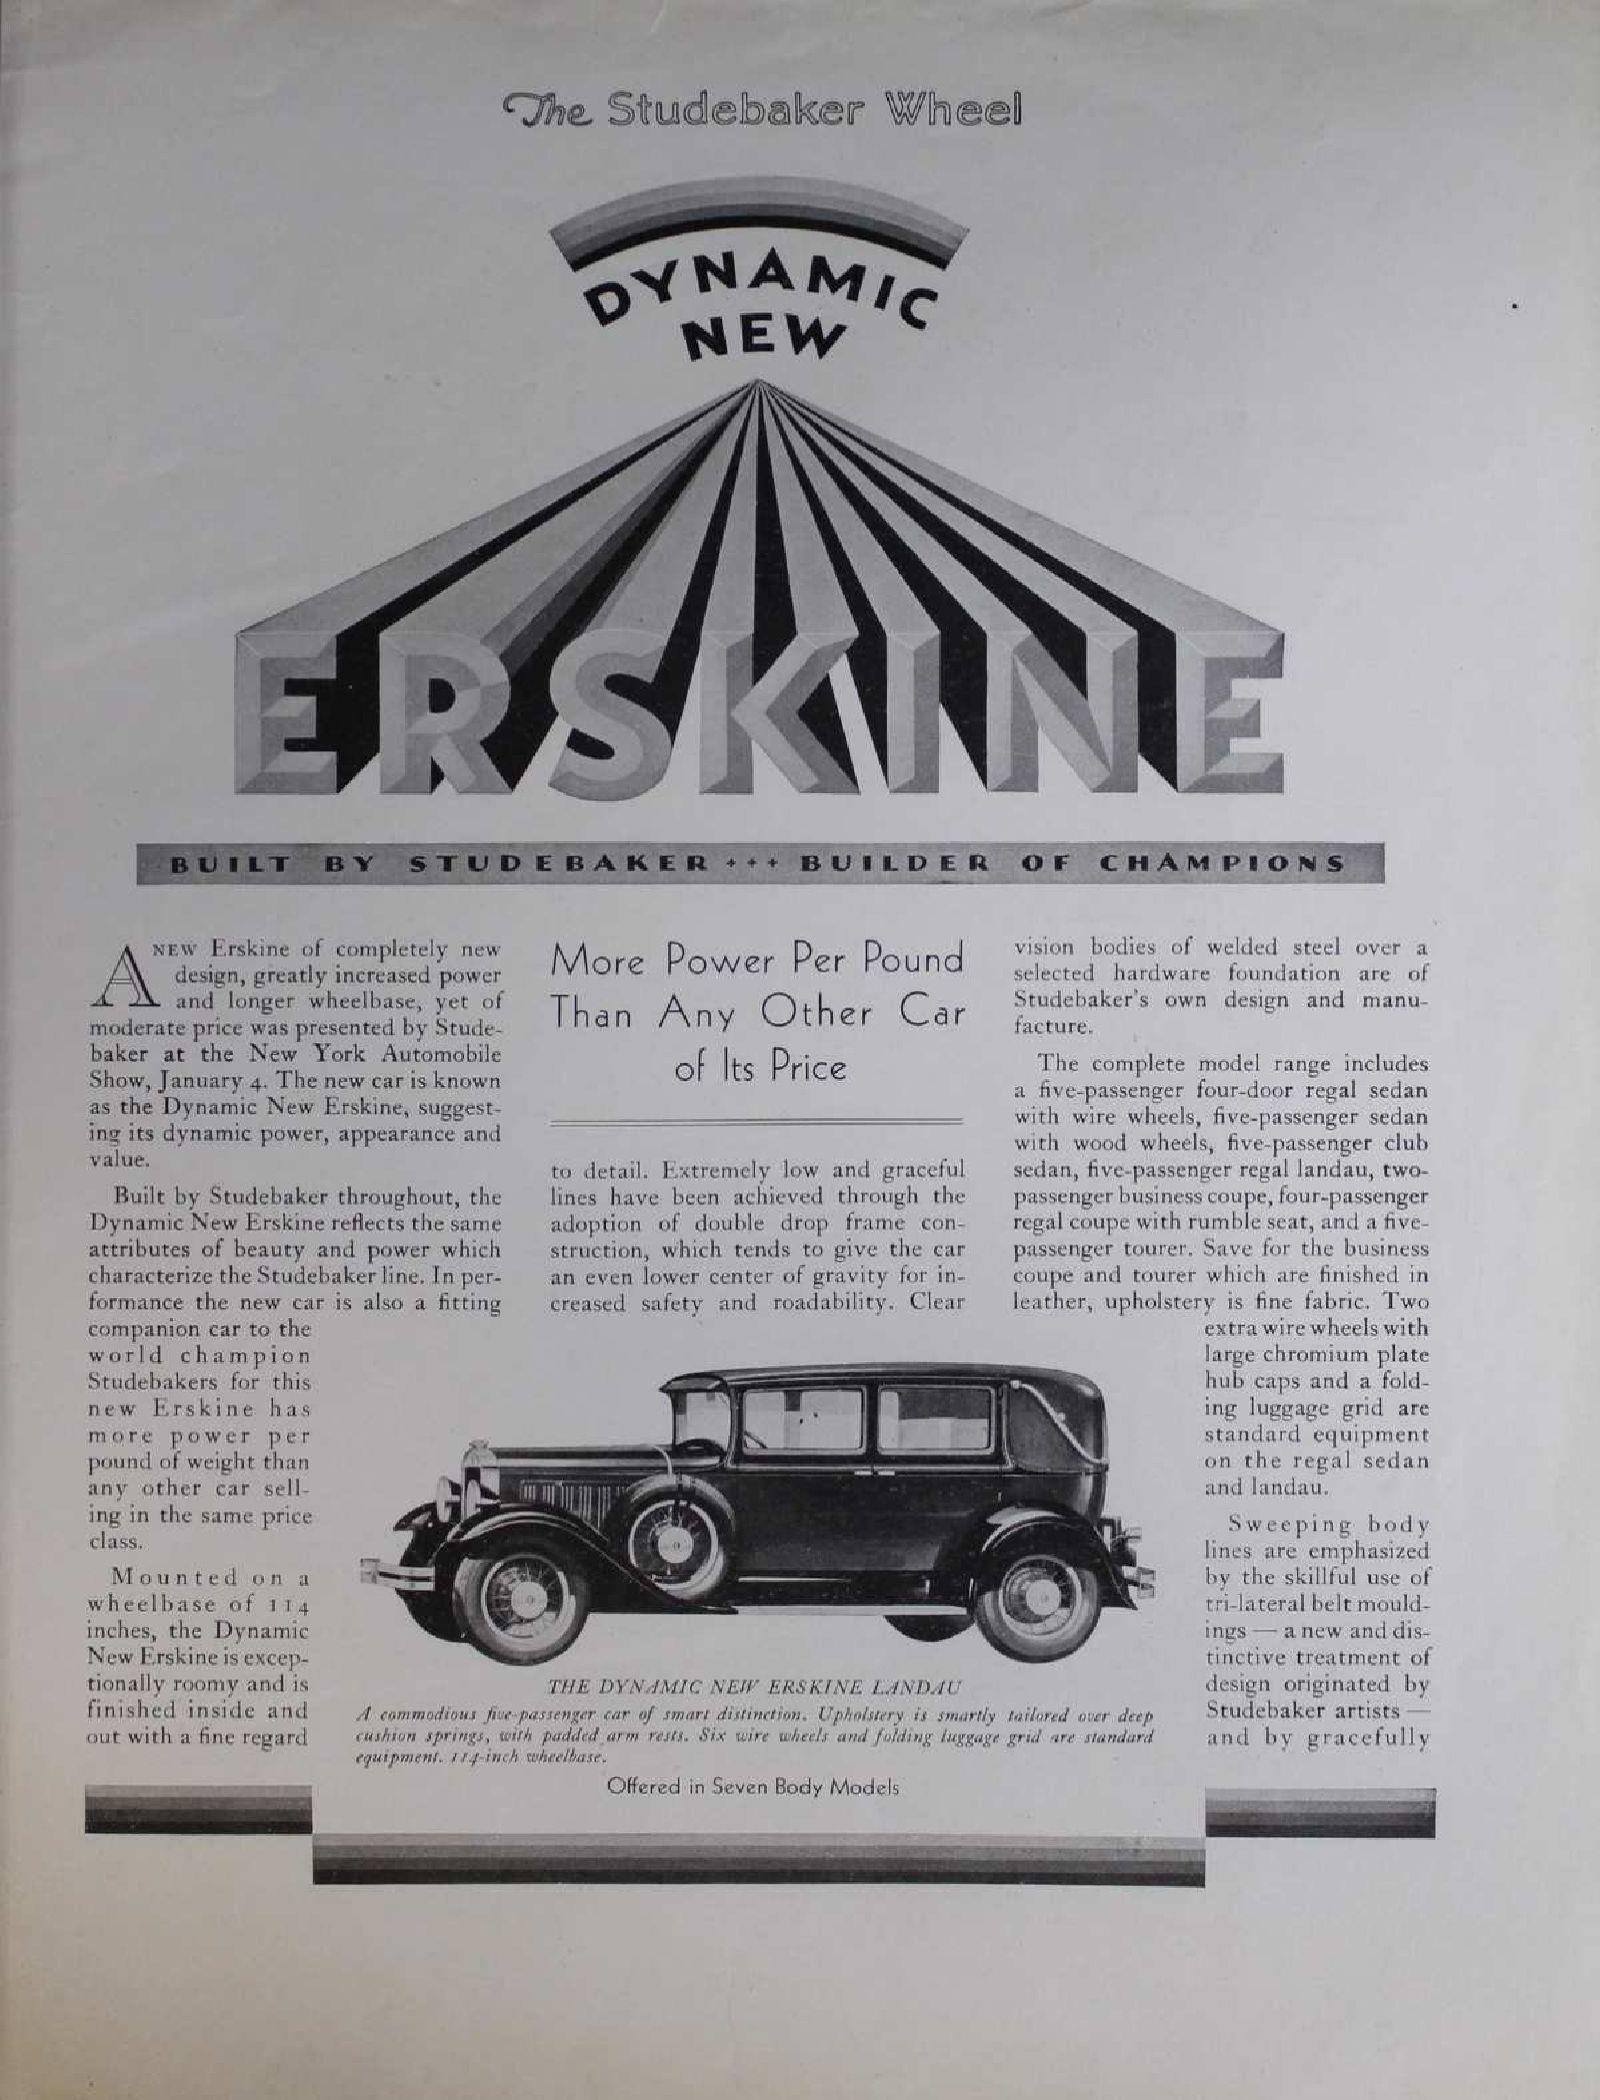 The Studebaker Wheel
DYNAMIC
NEW
ERSKINE
BUILT BY STUDEBAKER +++ BUILDER OF CHAMPIONS
A NEW Erskine of completely new
design, greatly increased power
and longer wheelbase, yet of
moderate price was presented by Stude-
baker at the New York Automobile
Show, January 4. The new car is known
as the Dynamic New Erskine, suggest-
ing its dynamic power, appearance and
value.
Built by Studebaker throughout, the
Dynamic New Erskine reflects the same
attributes of beauty and power which
characterize the Studebaker line. In per-
formance the new car is also a fitting
companion car to the
world champion
Studebakers for this
new Erskine has
more power per
pound of weight than
any other car sell-
ing in the same price
class.
Mounted on a
wheelbase of 114
inches, the Dynamic
New Erskine is excep-
tionally roomy and is
finished inside and
out with a fine regard
More Power Per Pound
Than Any Other Car
of Its Price
to detail. Extremely low and graceful
lines have been achieved through the
adoption of double drop frame con-
struction, which tends to give the car
an even lower center of gravity for in-
creased safety and roadability. Clear
vision bodies of welded steel over a
selected hardware foundation are of
Studebaker's own design and manu-
facture.
The complete model range includes
a five-passenger four-door regal sedan
with wire wheels, five-passenger sedan
with wood wheels, five-passenger club
sedan, five-passenger regal landau, two-
passenger business coupe, four-passenger
regal coupe with rumble seat, and a five-
passenger tourer. Save for the business
coupe and tourer which are finished in
leather, upholstery is fine fabric. Two
extra wire wheels with
large chromium plate
hub caps and a fold-
ing luggage grid are
standard equipment
on the regal sedan
and landau.
Sweeping body
lines are emphasized
by the skillful use of
tri-lateral belt mould-
ings — a new and dis-
tinctive treatment of
design originated by
Studebaker artists —
and by gracefully
THE DYNAMIC NEW ERSKINE LANDAU
A commodious five-passenger car of smart distinction. Upholstery is smartly tailored over deep
cushion springs, with padded arm rests. Six wire wheels and folding luggage grid are standard
equipment. 114-inch wheelbase.
Offered in Seven Body Models